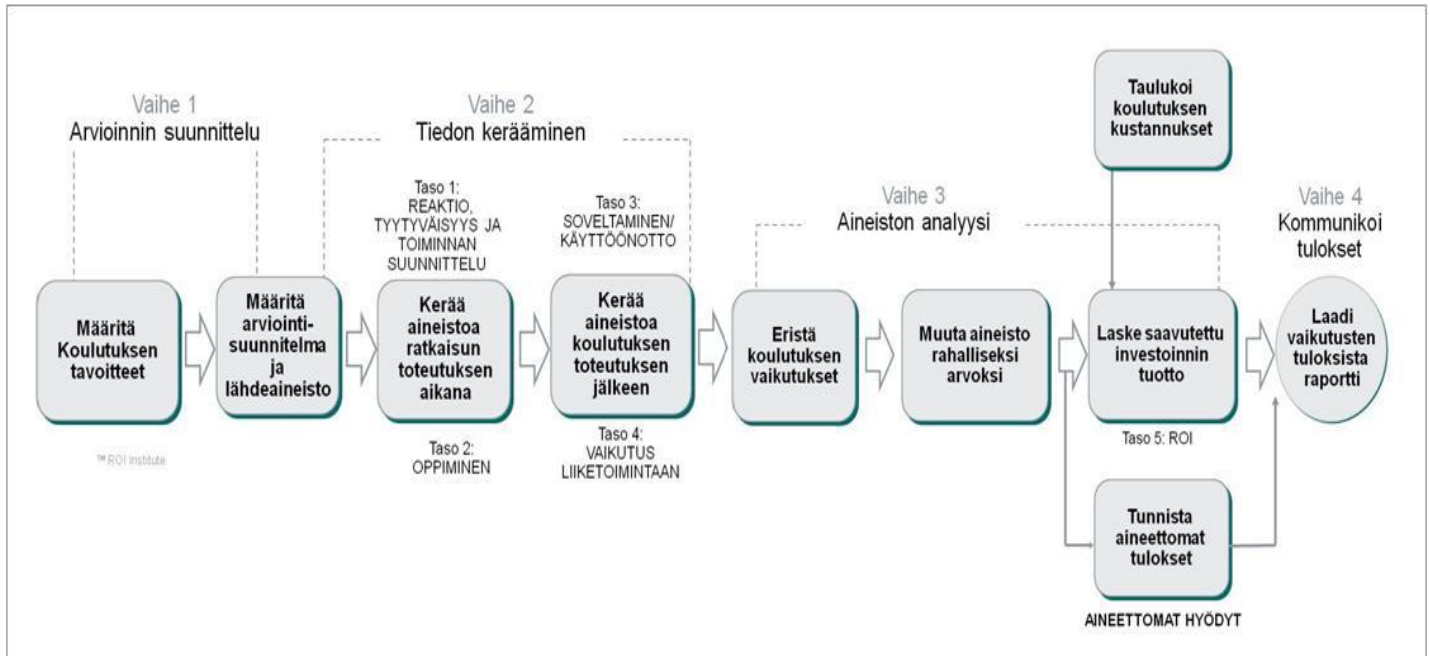 Vaihe 1
Arvioinnin suunnittelu
Vaihe 2
Tiedon kerääminen
Taulukoi
koulutuksen
kustannukset
Vaihe 3
Aineiston analyysi
Vaihe 4
Kommunikoi
tulokset
Taso 1:
REAKTIO,
TYYTYVÄISYYS JA
TOIMINNAN
SUUNNITTELU
Taso 3:
SOVELTAMINEN/
KÄYTTÖÖNOTTO
Määritä
Koulutuksen
tavoitteet
Määritä
arviointi-
suunnitelma
ja
lähdeaineisto
Kerää
aineistoa
ratkaisun
toteutuksen
aikana
Kerää
aineistoa
koulutuksen
toteutuksen
jälkeen
Eristä
koulutuksen
vaikutukset
Muuta aineisto
rahalliseksi
arvoksi
Laske saavutettu
investoinnin
tuotto
Laadi
vaikutusten
tuloksista
raportti
™ ROI Institute
Taso 2:
OPPIMINEN
Taso 4:
VAIKUTUS
LIIKETOIMINTAAN
Taso 5: ROI
Tunnista
aineettomat
tulokset
AINEETTOMAT HYÖDYT